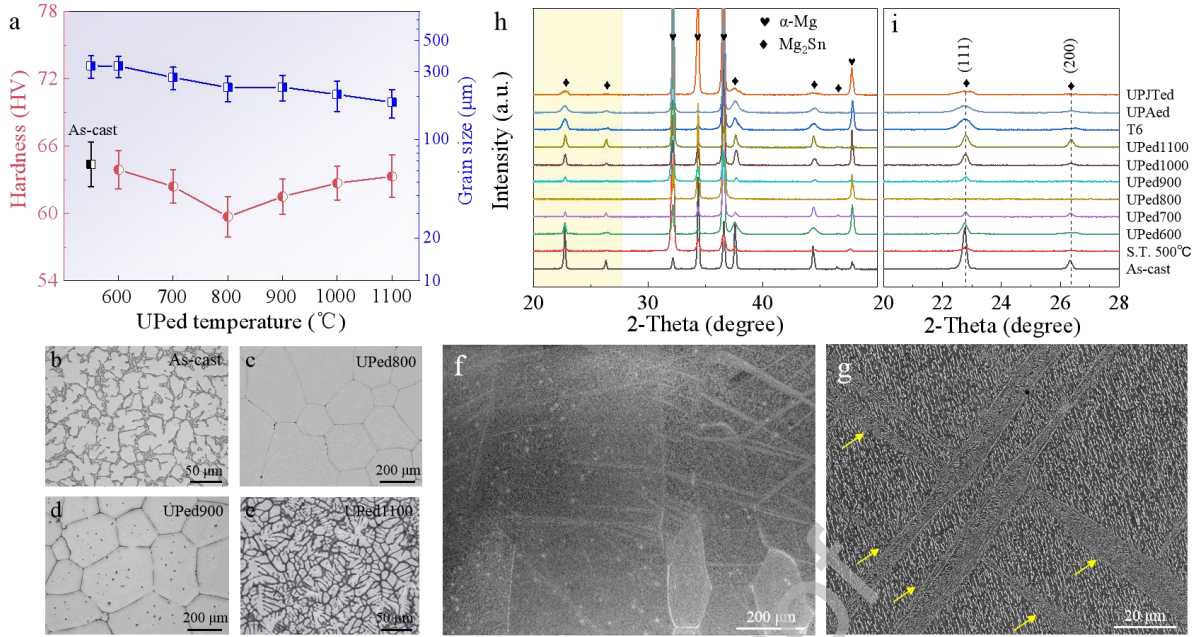 a
78
72
66
60
54
Hardness (HV)
As-cast
500
300
100
20
10
Grain size (μm)
600 700 800 900 1000 1100
UPed temperature (℃)
h
♥ α-Mg
♦ Mg₂Sn
Intensity (a.u.)
20 30 40
2-Theta (degree)
i
(111)
(200)
20 22 24 26 28
2-Theta (degree)
UPJTed
UPAed
T6
UPed1100
UPed1000
UPed900
UPed800
UPed700
UPed600
S.T. 500℃
As-cast
b
As-cast
50 μm
c
UPed800
200 μm
d
UPed900
200 μm
e
UPed1100
50 μm
f
200 μm
g
20 μm